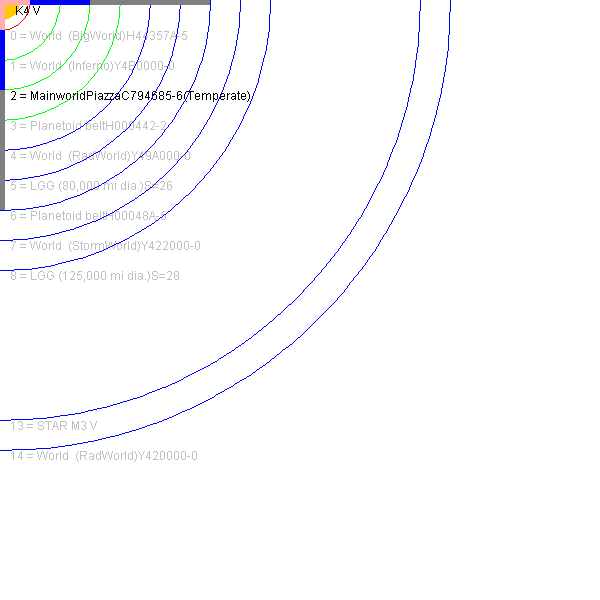 K4 V
0 = World (BigWorld)H44357A-5
1 = World (Inferno)Y4B0000-0
2 = MainworldPiazzaC794685-6(Temperate)
3 = Planetoid beltH000442-2
4 = World (RadWorld)Y49A000-0
5 = LGG (80,000 mi dia.)S=26
6 = Planetoid beltH00048A-5
7 = World (StormWorld)Y422000-0
8 = LGG (125,000 mi dia.)S=28
13 = STAR M3 V
14 = World (RadWorld)Y420000-0